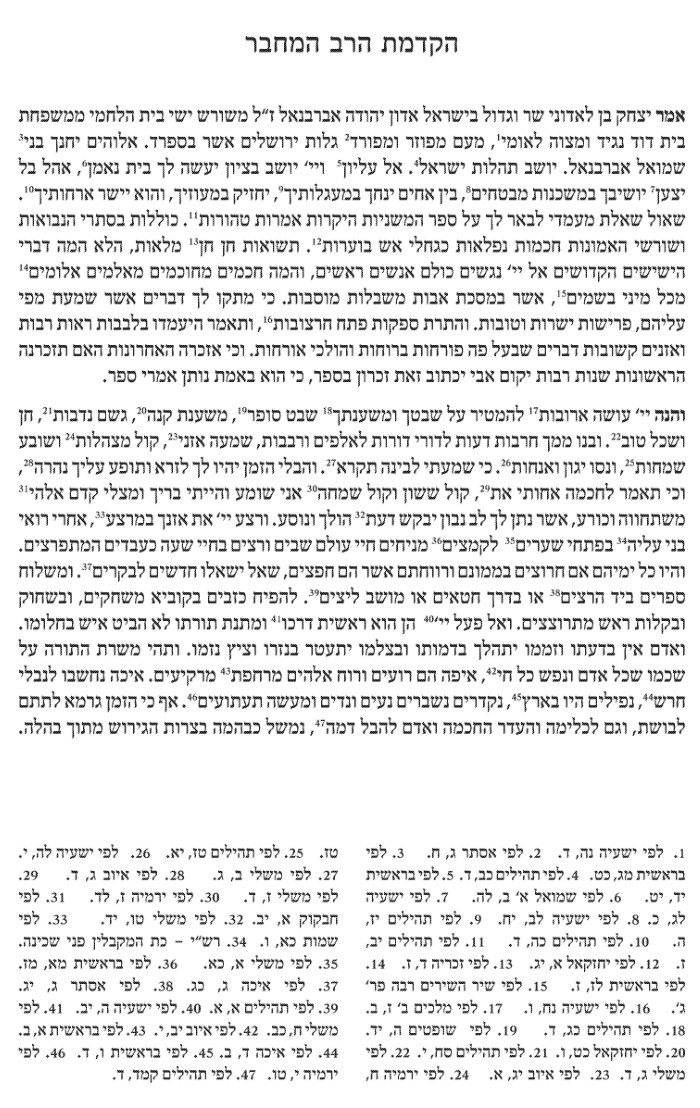 הקדמת הרב המחבר
אמר יצחק בן לאדוני שר וגדול בישראל אדון יהודה אברבנאל ז״ל משורש ישי בית הלחמי ממשפחת
בית דוד נגיד ומצוה לאומי1, מעם מפוזר ומפורד2 גלות ירושלים אשר בספרד. אלוהים יחנך בני3
שמואל אברבנאל. יושב תהלות ישראל4. אל עליון5 ויי׳ יושב בציון יעשה לך בית נאמן6, אהל בל
יצען7 יושיבך במשכנות מבטחים8, בין אחים ינחך במעגלותיך9, יחזיק במעוזיך, והוא יישר ארחותיך10.
שאול שאלת מעמדי לבאר לך על ספר המשניות היקרות אמרות טהורות11. כוללות בסתרי הנבואות
ושורשי האמונות חכמות נפלאות כגחלי אש בוערות12. תשואות חן חן13 מלאות, הלא המה דברי
הישישים הקדושים אל יי׳ נגשים כולם אנשים ראשים, והמה חכמים מחוכמים מאלמים אלומים14
מכל מיני בשמים15, אשר במסכת אבות משבלות מוסבות. כי מתקו לך דברים אשר שמעת מפי
עליהם, פרישות ישרות וטובות. והתרת ספקות פתח חרצובות16, ותאמר היעמדו בלבבות ראות רבות
ואזנים קשובות דברים שבעל פה פורחות ברוחות והולכי אורחות. וכי אזכרה האחרונות האם תזכרנה
הראשונות שנות רבות יקום אבי יכתוב זאת זכרון בספר, כי הוא באמת נותן אמרי ספר.
והנה יי׳ עושה ארובות17 להמטיר על שבטך ומשענתך18 שבט סופר19, משענת קנה20, גשם נדבות21, חן
ושכל טוב22. ובנו ממך חרבות דעות לדורי דורות לאלפים ורבבות, שמעה אזני23, קול מצהלות24 ושובע
שמחות25, ונסו יגון ואנחות26. כי שמעתי לבינה תקרא27. והבלי הזמן יהיו לך לזרא ותופע עליך נהרה28,
וכי תאמר לחכמה אחותי את29, קול ששון וקול שמחה30 אני שומע והייתי בריך ומצלי קדם אלהי31
משתחווה וכורע, אשר נתן לך לב נבון יבקש דעת32 הולך ונוסע. ורצע יי׳ את אזנך במרצע33, אחרי רואי
בני עליה34 בפתחי שערים35 לקמצים36 מניחים חיי עולם שבים ורצים בחיי שעה כעבדים המתפרצים.
והיו כל ימיהם אם חרוצים בממונם ורווחתם אשר הם חפצים, שאל ישאלו חדשים לבקרים37. ומשלוח
ספרים ביד הרצים38 או בדרך חטאים או מושב ליצים39. להפיח כזבים בקוביא משחקים, ובשחוק
ובקלות ראש מתרוצצים. ואל פעל יי׳40 הן הוא ראשית דרכו41 ומתנת תורתו לא הביט איש בחלומו.
ואדם אין בדעתו וזממו יתהלך בדמותו ובצלמו יתעטר בנזרו וציץ נזמו. ותהי משרת התורה על
שכמו שכל אדם ונפש כל חי42, איפה הם רועים ורוח אלהים מרחפת43 מרקיעים. איכה נחשבו לנבלי
חרש44, נפילים היו בארץ45, נקדרים נשברים נעים ונדים ומעשה תעתועים46. אף כי הזמן גרמא לתתם
לבושת, וגם לכלימה והעדר החכמה ואדם להבל דמה47, נמשל כבהמה בצרות הגירוש מתוך בהלה.
1. לפי ישעיה נה, ד. 2. לפי אסתר ג, ח. 3. לפי
בראשית מג, כט. 4. לפי תהילים כב, ד. 5. לפי בראשית
יד, יט. 6. לפי שמואל א׳ ב, לה. 7. לפי ישעיה
לג, כ. 8. לפי ישעיה לב, יח. 9. לפי תהילים יז,
ה. 10. לפי תהילים כה, ד. 11. לפי תהילים יב,
ז. 12. לפי יחזקאל א, יג. 13. לפי זכריה ד, ז. 14.
לפי בראשית לז, ז. 15. לפי שיר השירים רבה פר׳
ג׳. 16. לפי ישעיה נח, ו. 17. לפי מלכים ב׳ ז, ב.
18. לפי תהילים כג, ד. 19. לפי שופטים ה, יד.
20. לפי יחזקאל כט, ו. 21. לפי תהילים סח, י. 22. לפי
משלי ג, ד. 23. לפי איוב יג, א. 24. לפי ירמיה ח,
טז. 25. לפי תהילים טז, יא. 26. לפי ישעיה לה, י.
27. לפי משלי ב, ג. 28. לפי איוב ג, ד. 29.
לפי משלי ז, ד. 30. לפי ירמיה ז, לד. 31. לפי
חבקוק א, יב. 32. לפי משלי טו, יד. 33. לפי
שמות כא, ו. 34. רש״י – כת המקבלין פני שכינה.
35. לפי משלי א, כא. 36. לפי בראשית מא, מז.
37. לפי איכה ג, כג. 38. לפי אסתר ג, יג.
39. לפי תהילים א, א. 40. לפי ישעיה ה, יב. 41. לפי
משלי ח, כב. 42. לפי איוב יב, י. 43. לפי בראשית א, ב.
44. לפי איכה ד, ב. 45. לפי בראשית ו, ד. 46. לפי
ירמיה י, טו. 47. לפי תהילים קמד, ד.